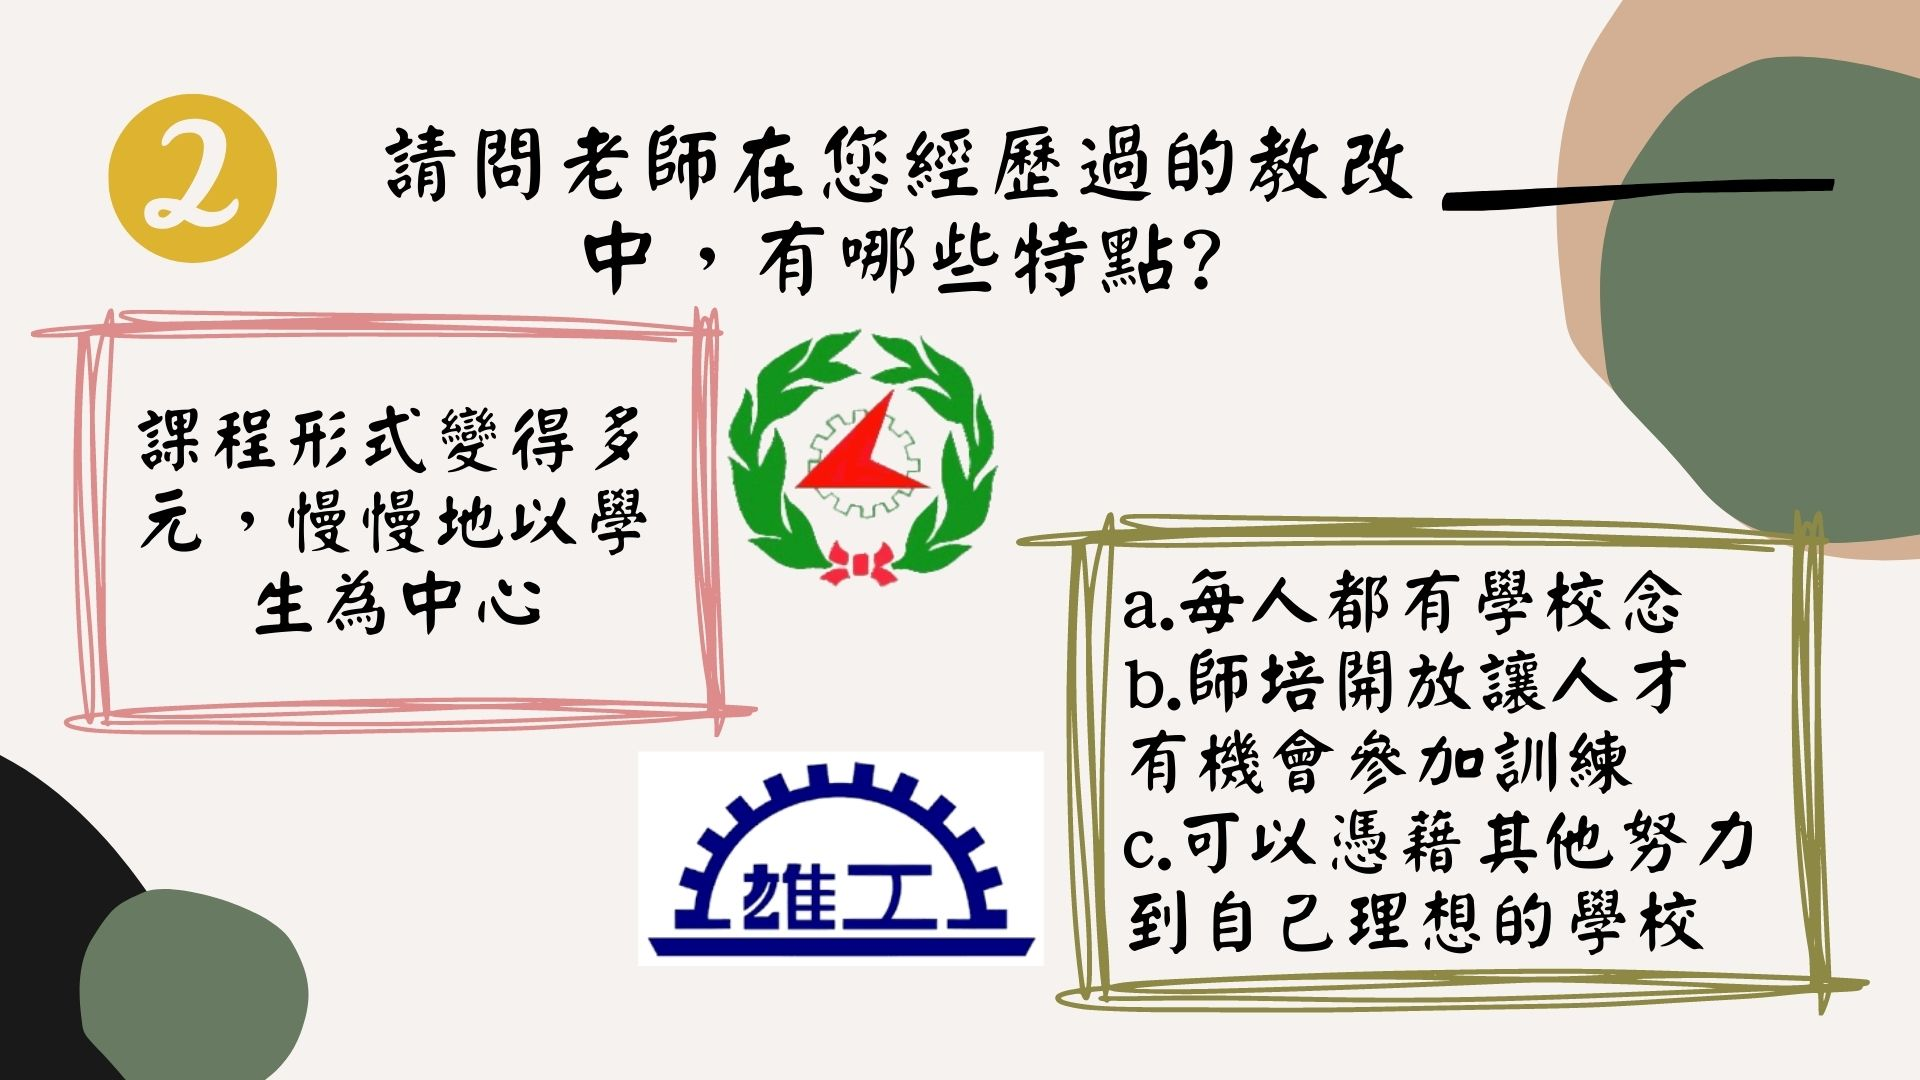 2
請問老師在您經歷過的教改
中，有哪些特點?
課程形式變得多
元，慢慢地以學
生為中心
a.每人都有學校念
b.師培開放讓人才
有機會參加訓練
c.可以憑藉其他努力
到自己理想的學校
雄工